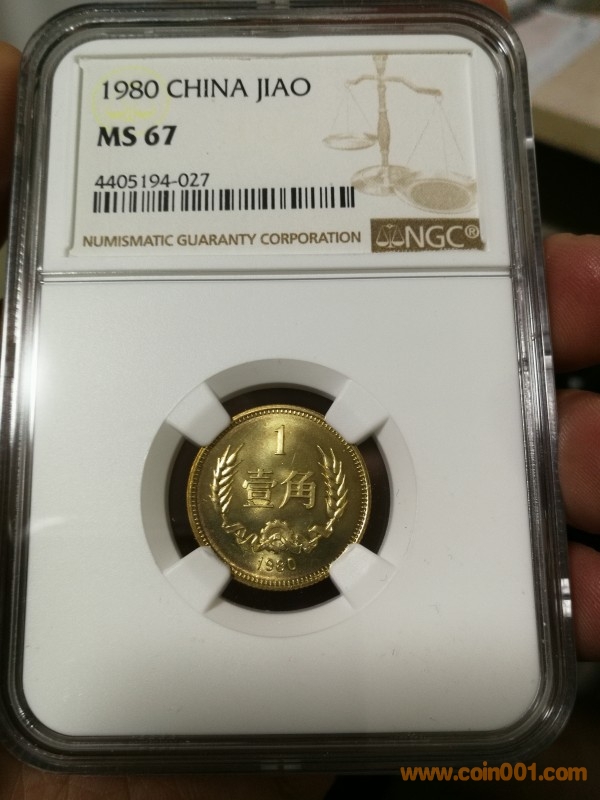 1980 CHINA JIAO
MS 67
4405194-027
NUMISMATIC GUARANTY CORPORATION
NGC®
1
壹角
1980
www.coin001.com